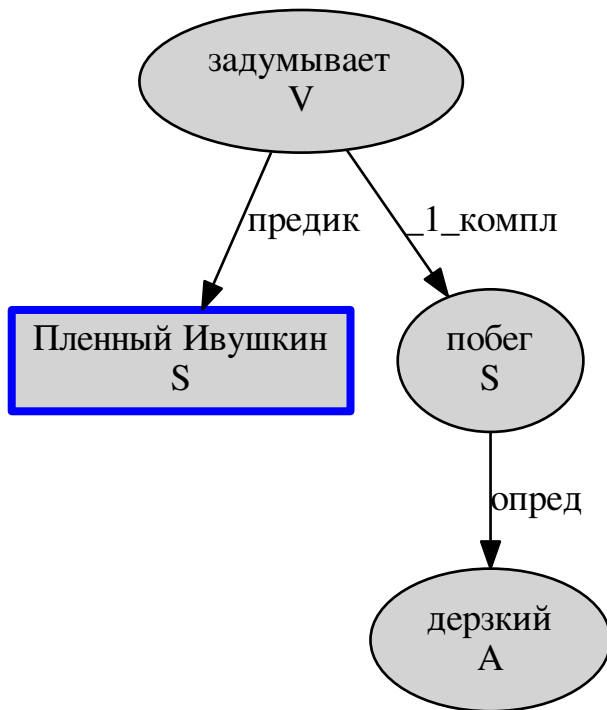 задумывает
V
предик
_1_компл
Пленный Ивушкин
S
побег
S
опред
дерзкий
A